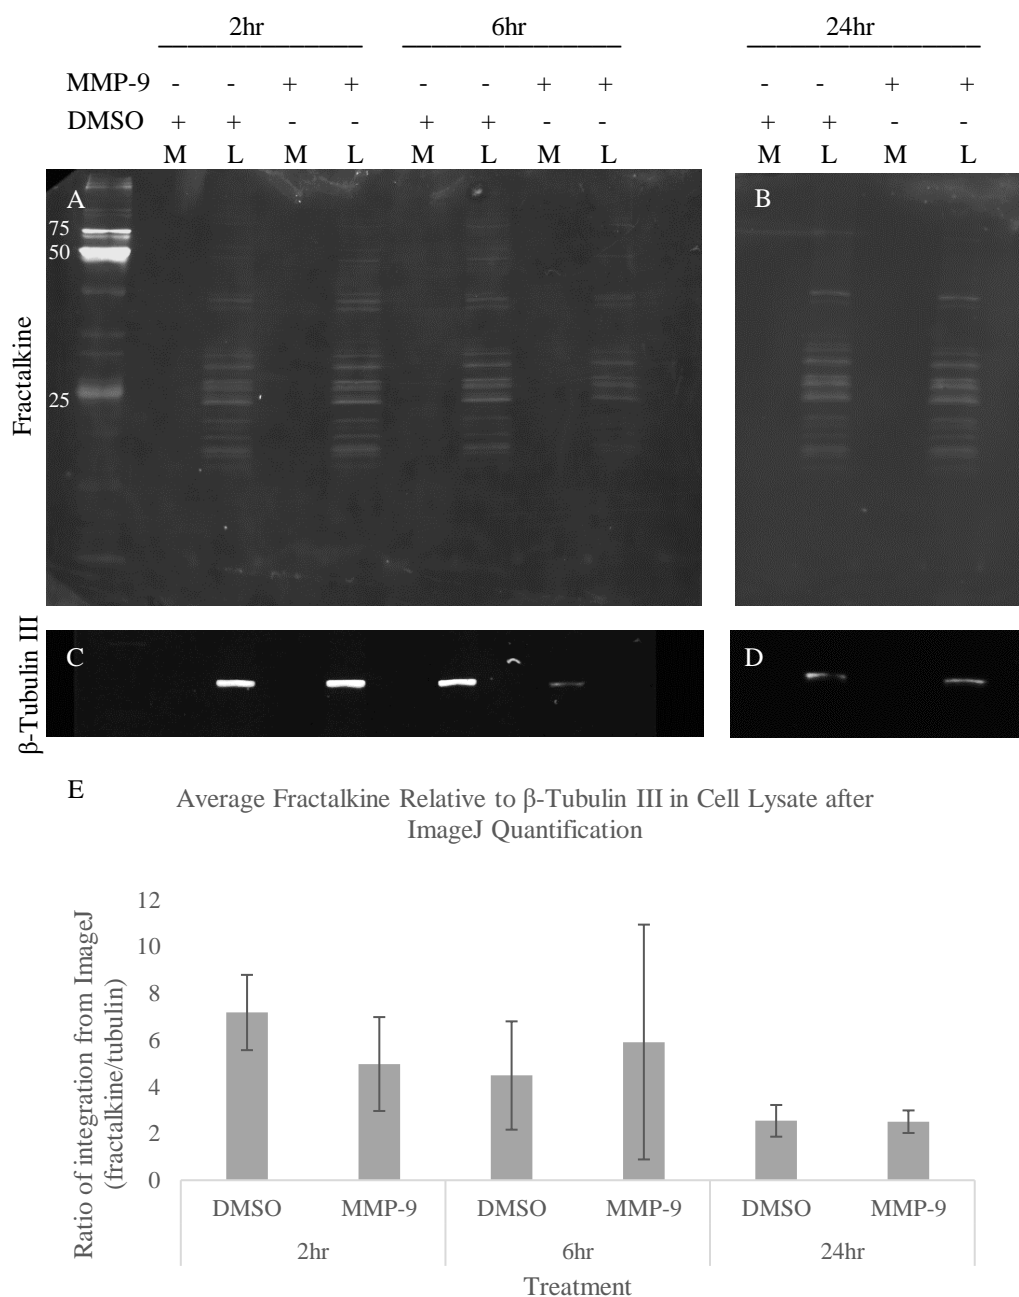 2hr 6hr 24hr
MMP-9 - - + + - - + + - - + +
DMSO + + - - + + - - + + - -
M L M L M L M L M L M L
A B
75
50
Fractalkine
25
β-Tubulin III
C D
E
Average Fractalkine Relative to β-Tubulin III in Cell Lysate after
ImageJ Quantification
Ratio of integration from ImageJ
(fractalkine/tubulin)
12
10
8
6
4
2
0
DMSO MMP-9 DMSO MMP-9 DMSO MMP-9
2hr 6hr 24hr
Treatment